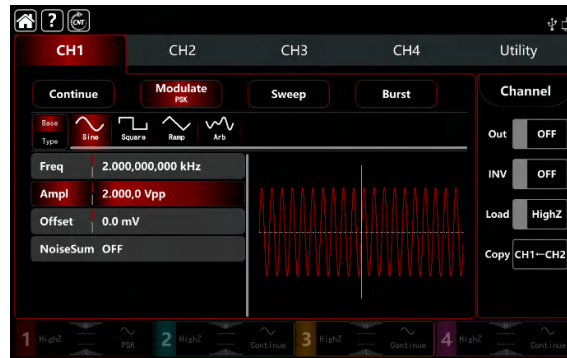 ? CNT
CH1 CH2 CH3 CH4 Utility
Continue Modulate Sweep Burst Channel
PSK
Base
Type Sine Square Ramp Arb
Out OFF
Freq 2.000,000,000 kHz
INV OFF
Ampl 2.000,0 Vpp
Offset 0.0 mV
Load HighZ
NoiseSum OFF
Copy CH1←CH2
1 HighZ PSK 2 HighZ Continue 3 HighZ Continue 4 HighZ Continue